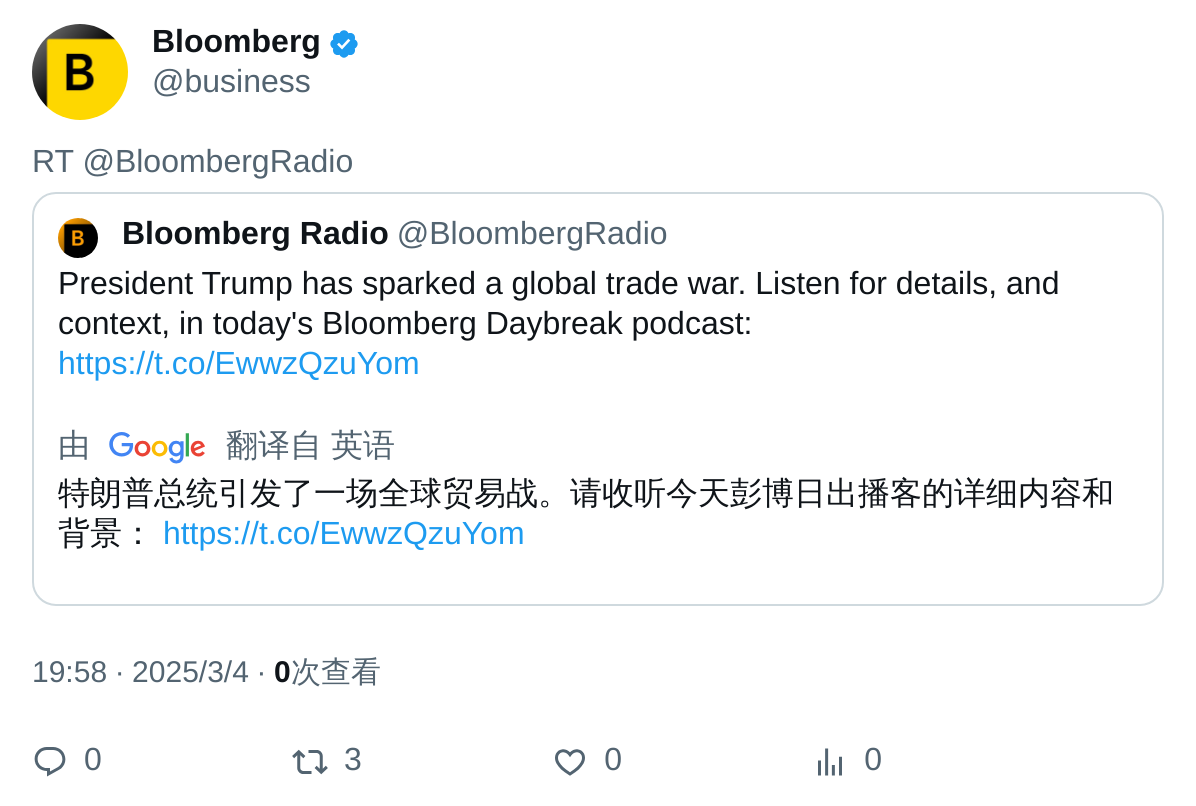 Bloomberg
@business
RT @BloombergRadio
Bloomberg Radio @BloombergRadio
President Trump has sparked a global trade war. Listen for details, and
context, in today's Bloomberg Daybreak podcast:
https://t.co/EwwzQzuYom
由 Google 翻译自 英语
特朗普总统引发了一场全球贸易战。请收听今天彭博日出播客的详细内容和
背景： https://t.co/EwwzQzuYom
19:58 · 2025/3/4 · 0次查看
0 3 0 0